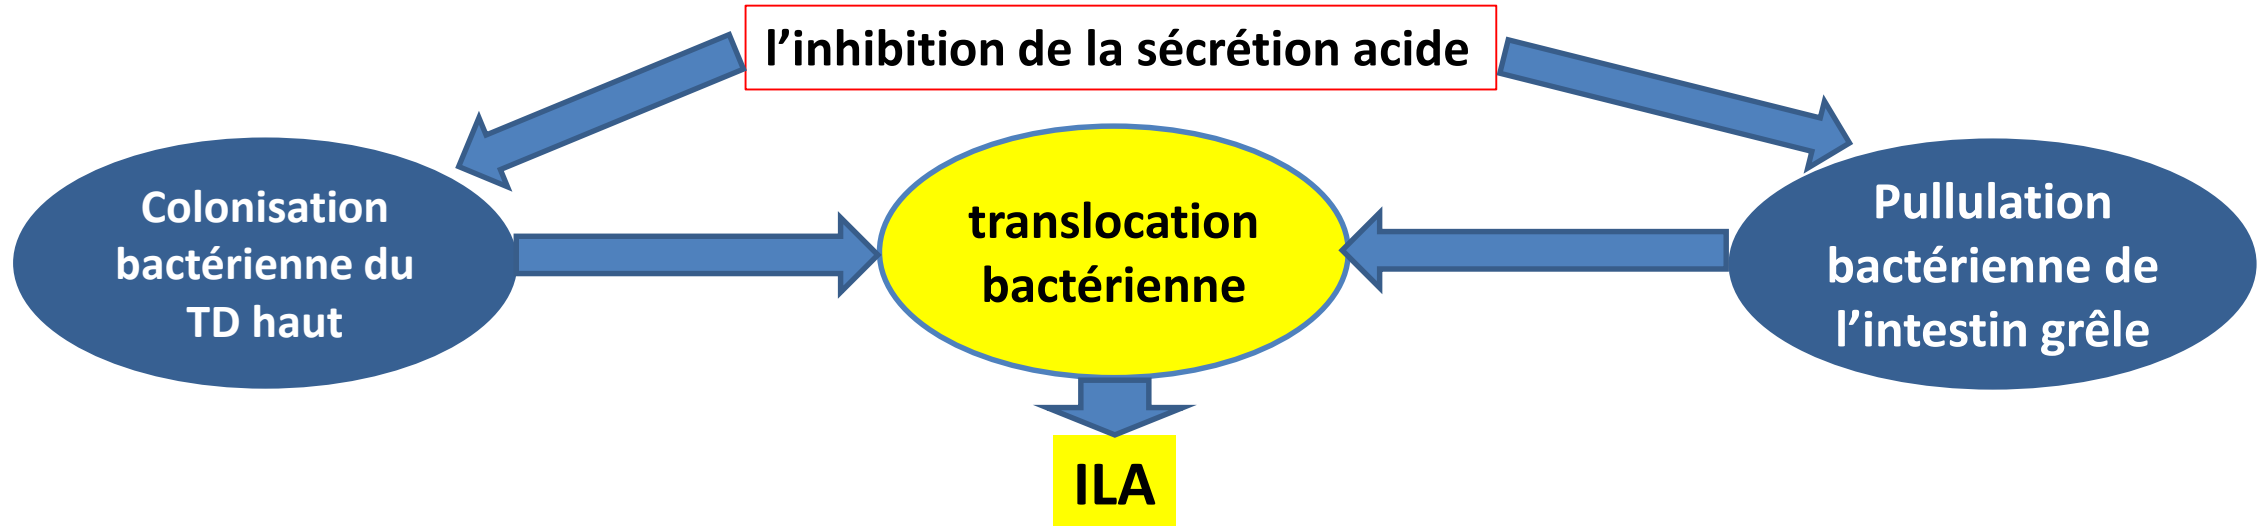 l’inhibition de la sécrétion acide
Colonisation
bactérienne du
TD haut
translocation
bactérienne
Pullulation
bactérienne de
l’intestin grêle
ILA